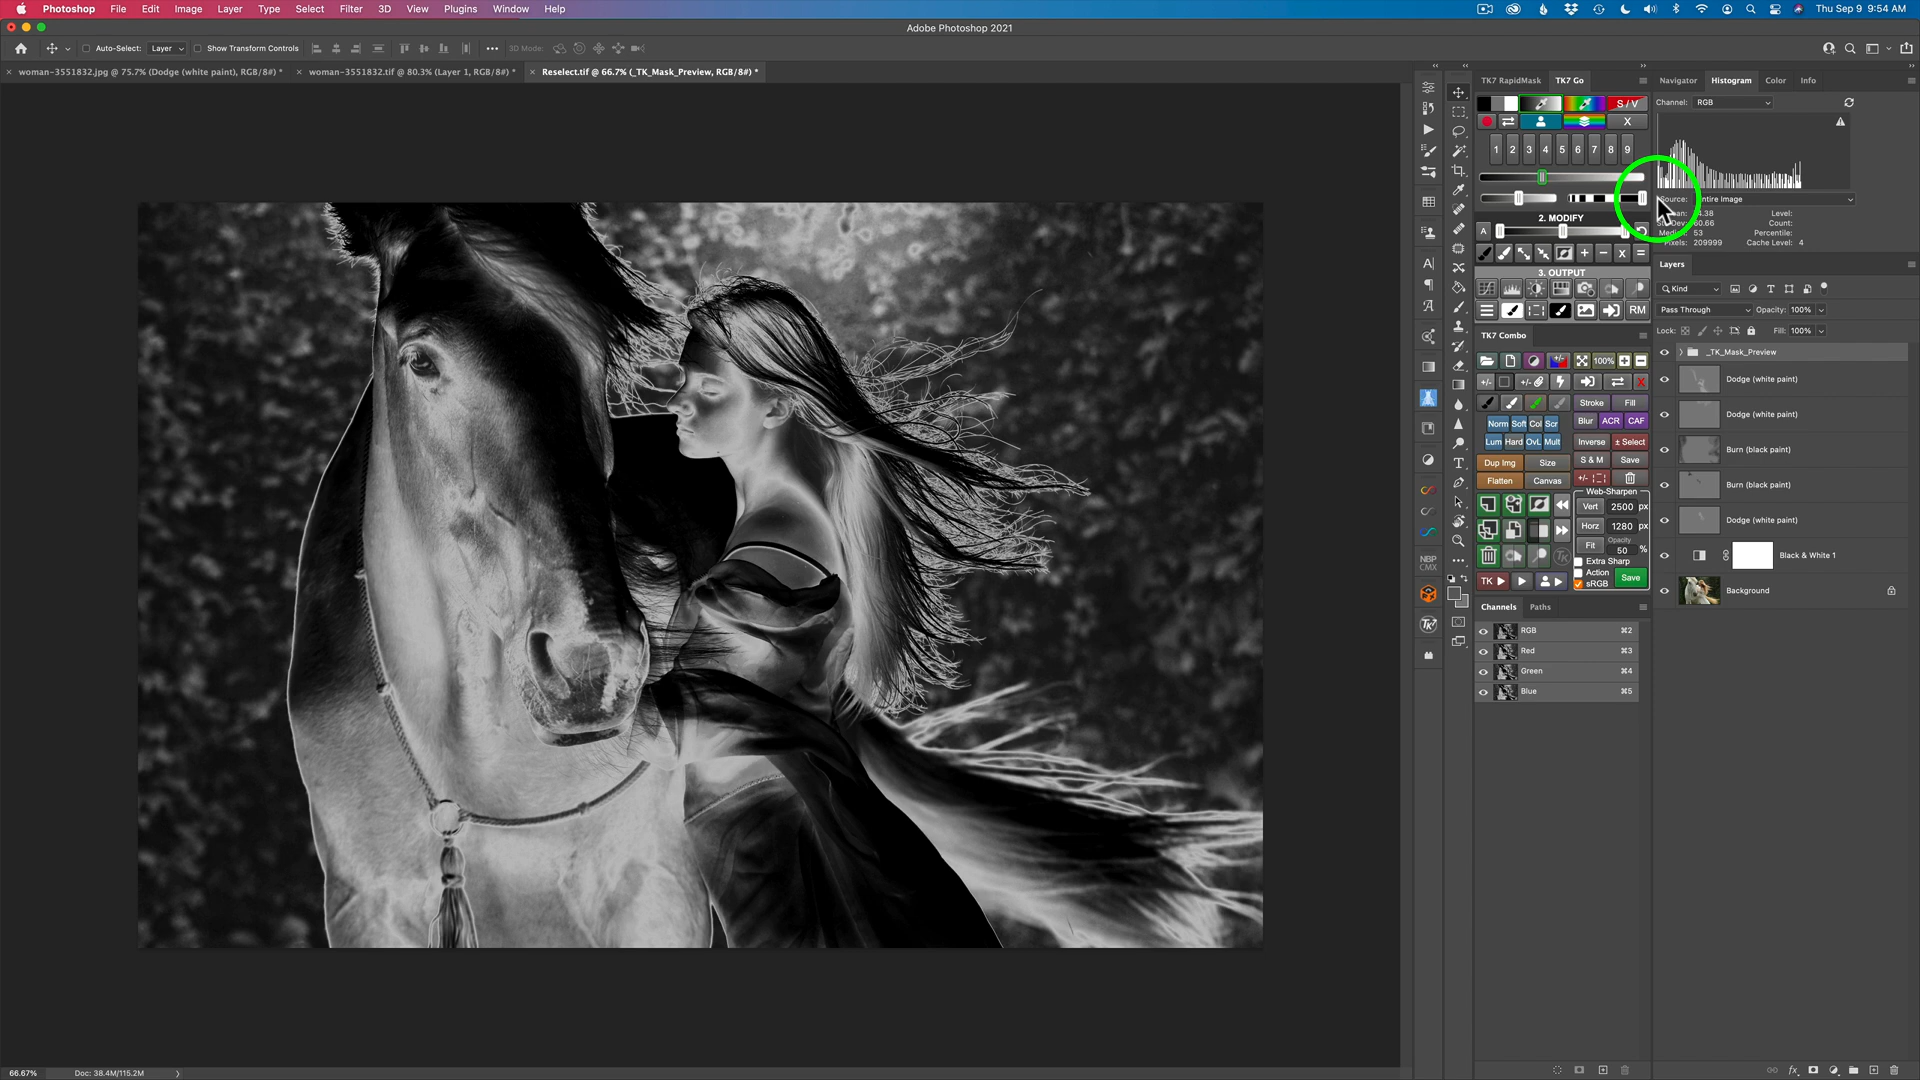 Photoshop File Edit Image Layer Type Select Filter 3D View Plugins Window Help
Thu Sep 9 9:54 AM
Adobe Photoshop 2021
Auto-Select: Layer Show Transform Controls 3D Mode:
woman-3551832.jpg @ 75.7% (Dodge (white paint), RGB/8#) *
woman-3551832.tif @ 80.3% (Layer 1, RGB/8#) *
Reselect.tif @ 66.7% (_TK_Mask_Preview, RGB/8#) *
TK7 RapidMask TK7 Go
S / V
X
1 2 3 4 5 6 7 8 9
2. MODIFY
A
+ − x =
3. OUTPUT
RM
TK7 Combo
100%
+/- +/- X
Stroke Fill
Norm Soft Col Scr Blur ACR CAF
Lum Hard OvL Mult Inverse ± Select
Dup Img Size S & M Save
Flatten Canvas +/-
Web-Sharpen
Vert 2500 px
Horz 1280 px
Fit Opacity 50 %
Extra Sharp
Action
sRGB Save
TK
Channels Paths
RGB ⌘2
Red ⌘3
Green ⌘4
Blue ⌘5
NBP
CMX
TK7
Navigator Histogram Color Info
Channel: RGB
Source: Entire Image
Level:
60.66 Count:
53 Percentile:
Pixels: 209999 Cache Level: 4
Layers
Kind
Pass Through Opacity: 100%
Lock: Fill: 100%
_TK_Mask_Preview
Dodge (white paint)
Dodge (white paint)
Burn (black paint)
Burn (black paint)
Dodge (white paint)
Black & White 1
Background
fx
66.67% Doc: 38.4M/115.2M